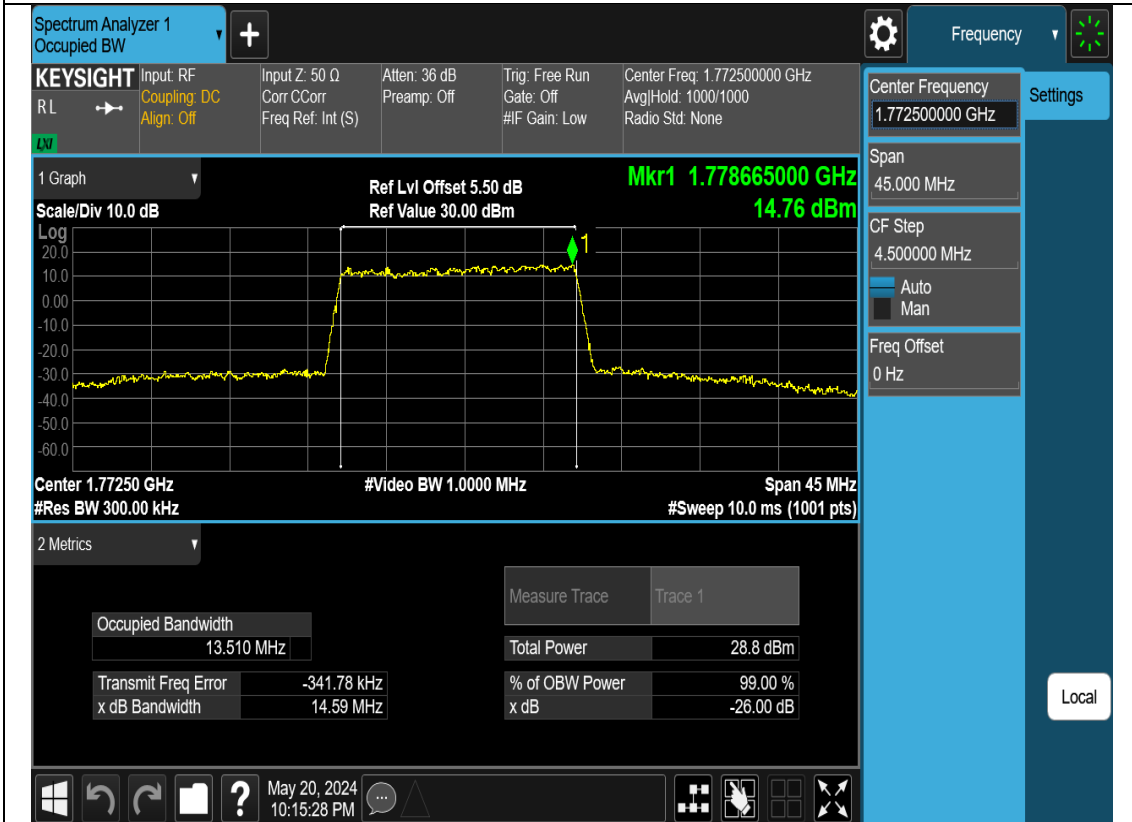 Spectrum Analyzer 1
Occupied BW
+
Frequency
KEYSIGHT
RL
LXI
Input: RF
Coupling: DC
Align: Off
Input Z: 50 Ω
Corr CCorr
Freq Ref: Int (S)
Atten: 36 dB
Preamp: Off
Trig: Free Run
Gate: Off
#IF Gain: Low
Center Freq: 1.772500000 GHz
Avg|Hold: 1000/1000
Radio Std: None
1 Graph
Scale/Div 10.0 dB
Ref Lvl Offset 5.50 dB
Ref Value 30.00 dBm
Mkr1 1.778665000 GHz
14.76 dBm
Log
20.0
10.0
0.00
-10.0
-20.0
-30.0
-40.0
-50.0
-60.0
1
Center 1.77250 GHz
#Video BW 1.0000 MHz
Span 45 MHz
#Res BW 300.00 kHz
#Sweep 10.0 ms (1001 pts)
2 Metrics
Measure Trace
Trace 1
Occupied Bandwidth
13.510 MHz
Total Power
28.8 dBm
Transmit Freq Error
-341.78 kHz
% of OBW Power
99.00 %
x dB Bandwidth
14.59 MHz
x dB
-26.00 dB
Center Frequency
1.772500000 GHz
Settings
Span
45.000 MHz
CF Step
4.500000 MHz
Auto
Man
Freq Offset
0 Hz
Local
?
May 20, 2024
10:15:28 PM